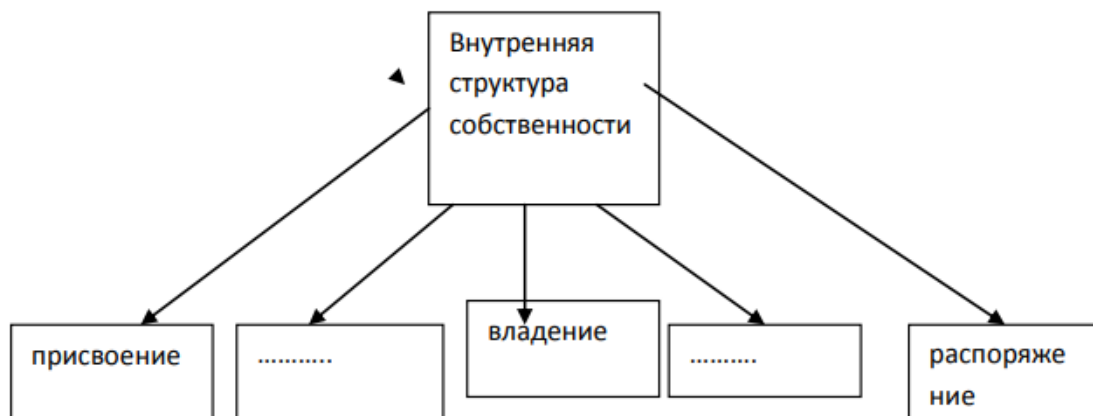 Внутренняя
структура
собственности
присвоение
………..
владение
……….
распоряже
ние